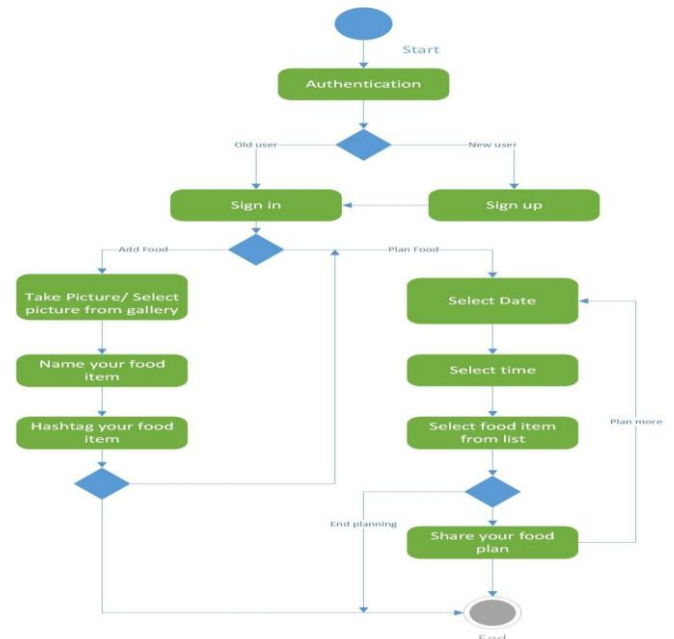 Start
Authentication
Old user
New user
Sign in
Sign up
Add Food
Plan Food
Take Picture/ Select
picture from gallery
Select Date
Name your food
item
Select time
Hashtag your food
item
Select food item
from list
Plan more
End planning
Share your food
plan
End